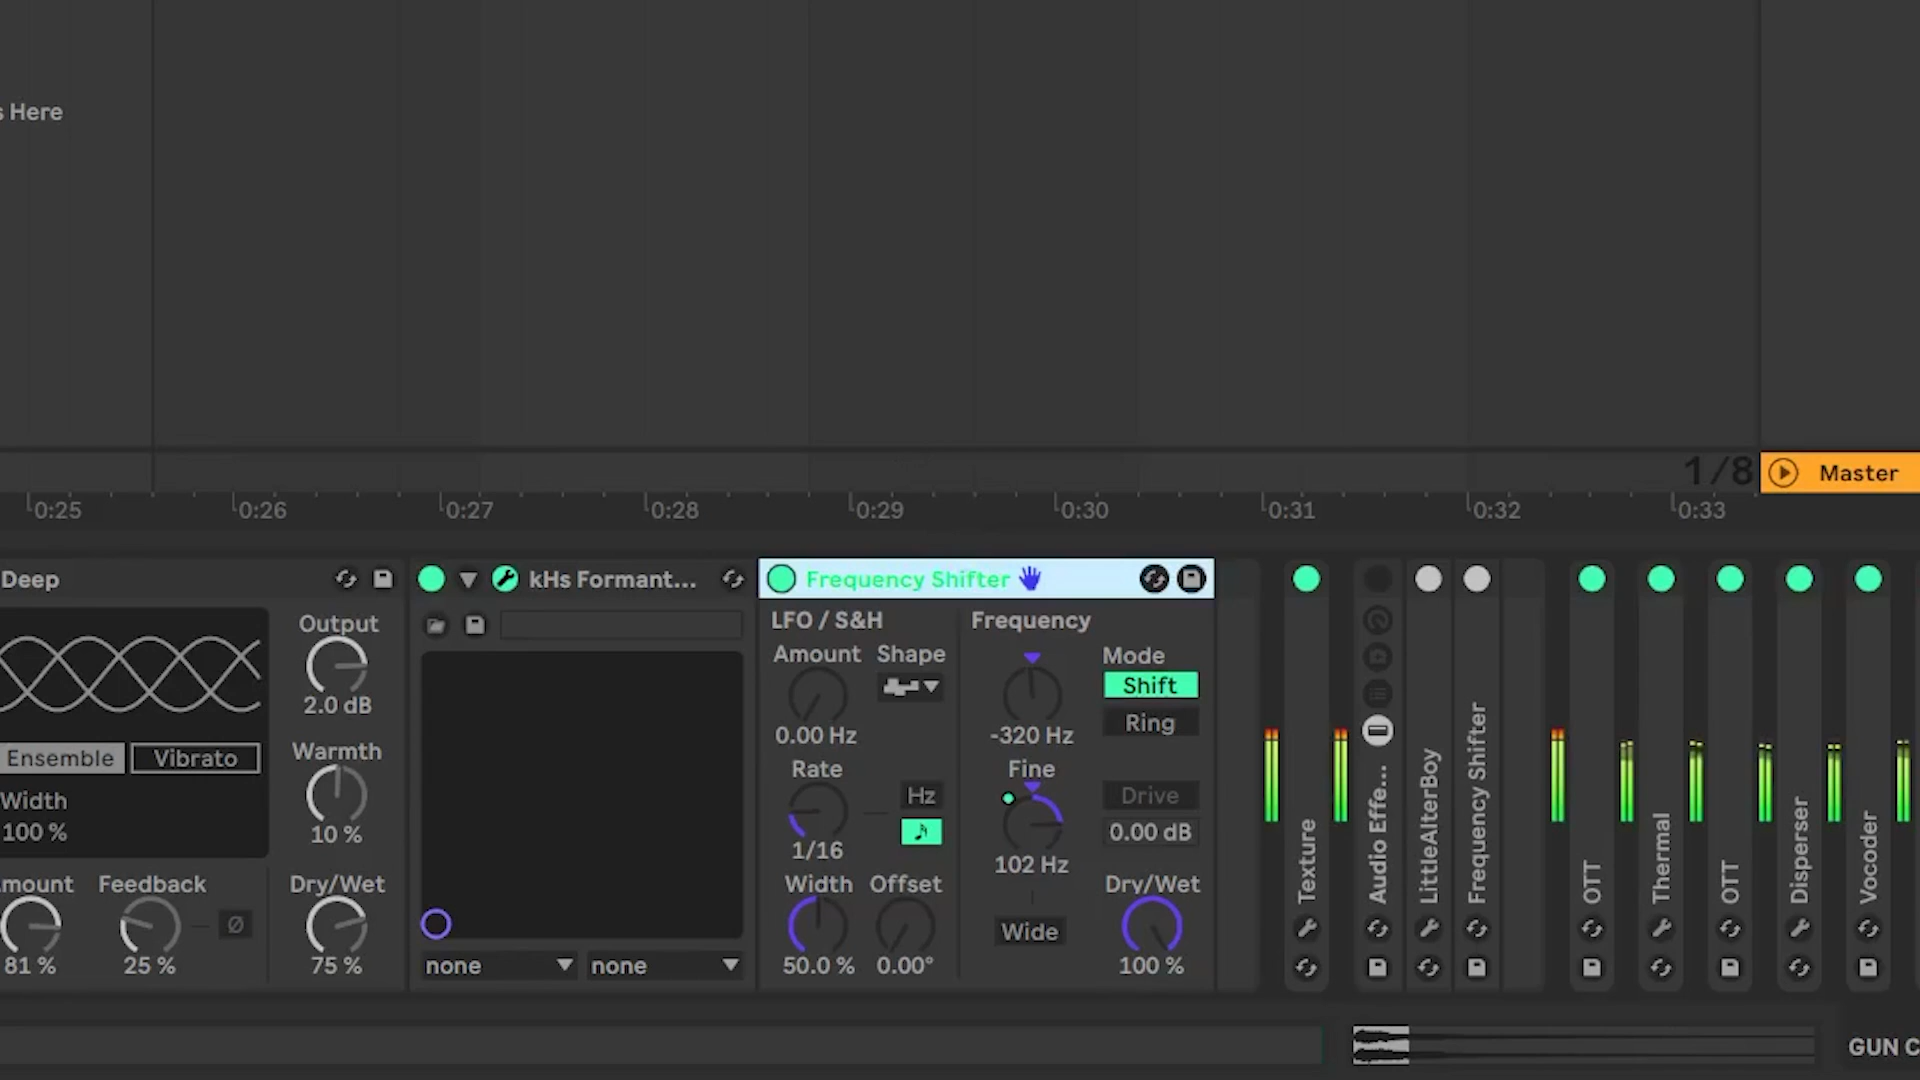 s Here
1/8
Master
0:25
0:26
0:27
0:28
0:29
0:30
0:31
0:32
0:33
Deep
Output
2.0 dB
Ensemble
Vibrato
Warmth
10 %
Width
100 %
mount
Feedback
Dry/Wet
Ø
81 %
25 %
75 %
kHs Formant...
none
none
Frequency Shifter
LFO / S&H
Frequency
Amount
Shape
Mode
Shift
Ring
0.00 Hz
-320 Hz
Rate
Fine
Hz
Drive
0.00 dB
1/16
102 Hz
Width
Offset
Dry/Wet
Wide
50.0 %
0.00°
100 %
Texture
Audio Effe...
LittleAlterBoy
Frequency Shifter
OTT
Thermal
OTT
Disperser
Vocoder
GUN C